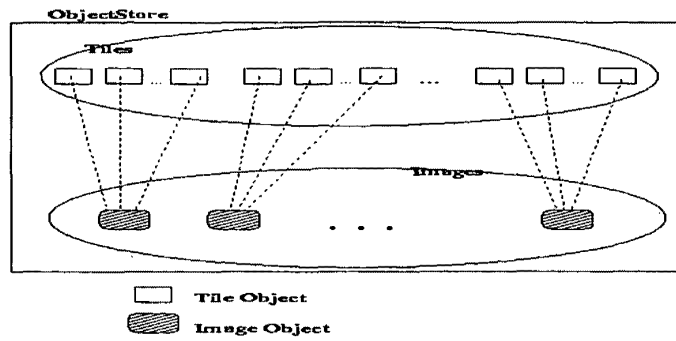 ObjectStore
Tiles
... ... ... ...
Images
. . .
Tile Object
Image Object